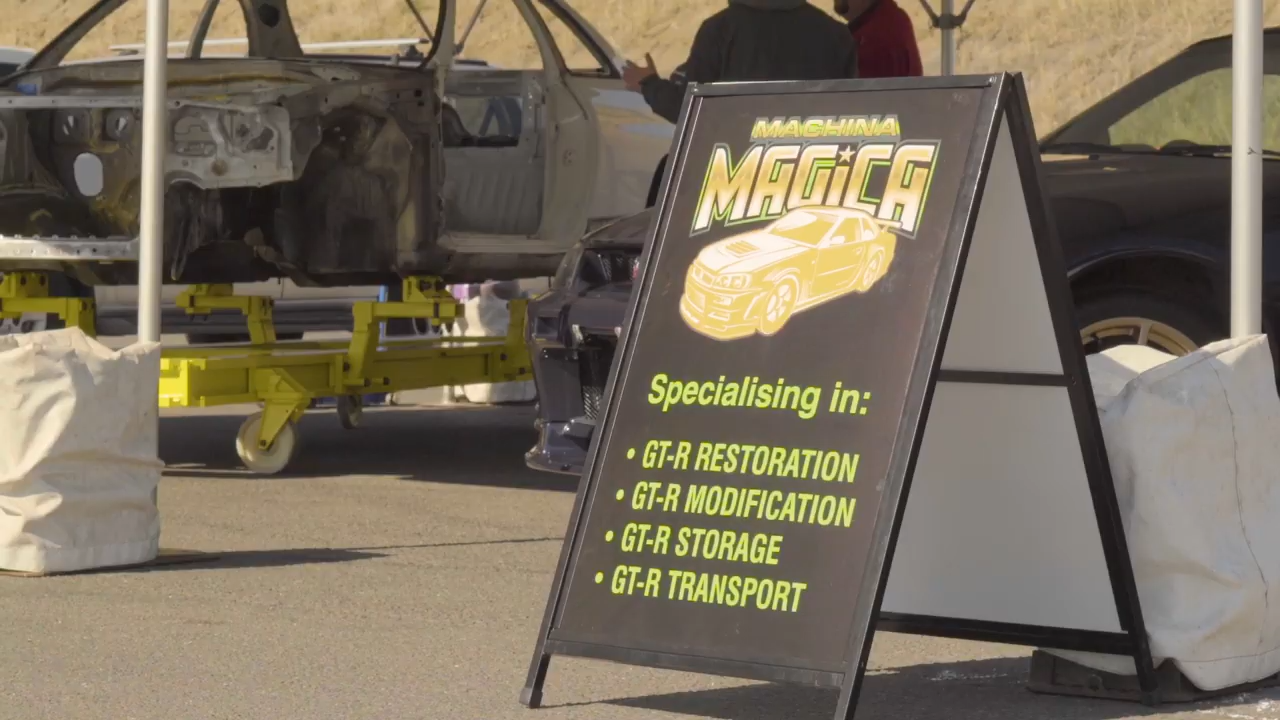 MACHINA
MAGICA
Specialising in:
• GT-R RESTORATION
• GT-R MODIFICATION
• GT-R STORAGE
• GT-R TRANSPORT